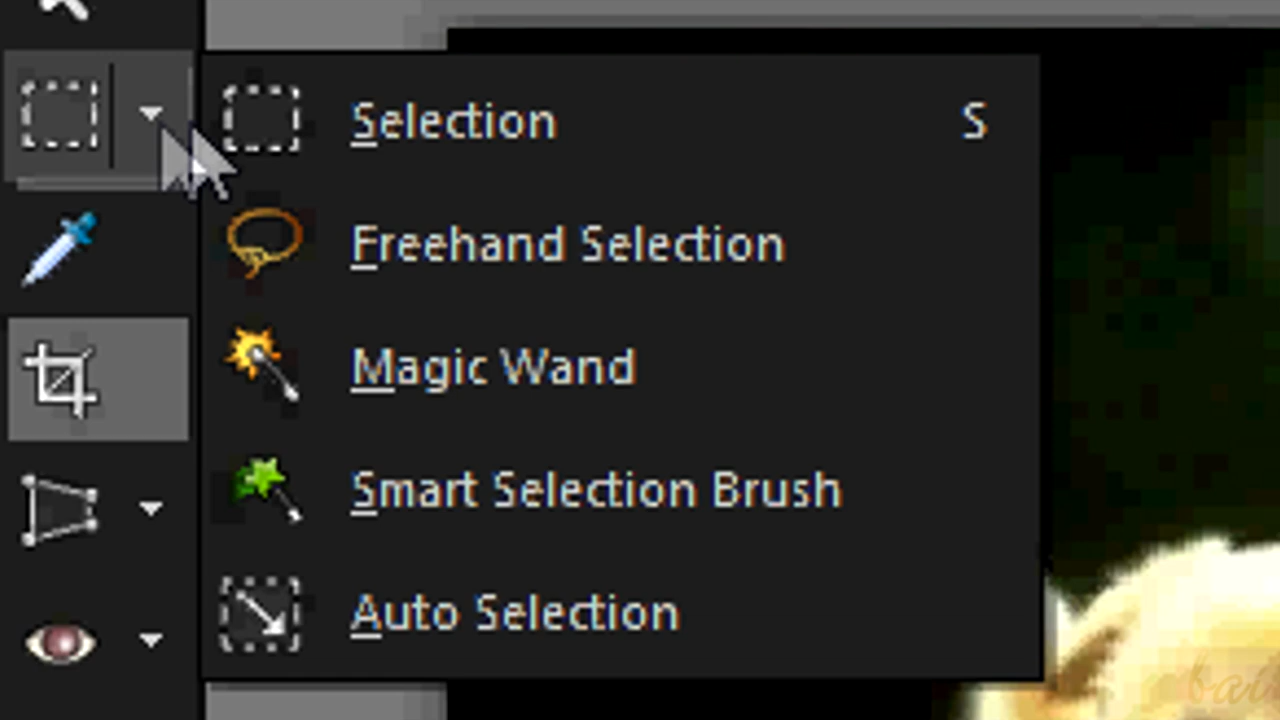 Selection S
Freehand Selection
Magic Wand
Smart Selection Brush
Auto Selection